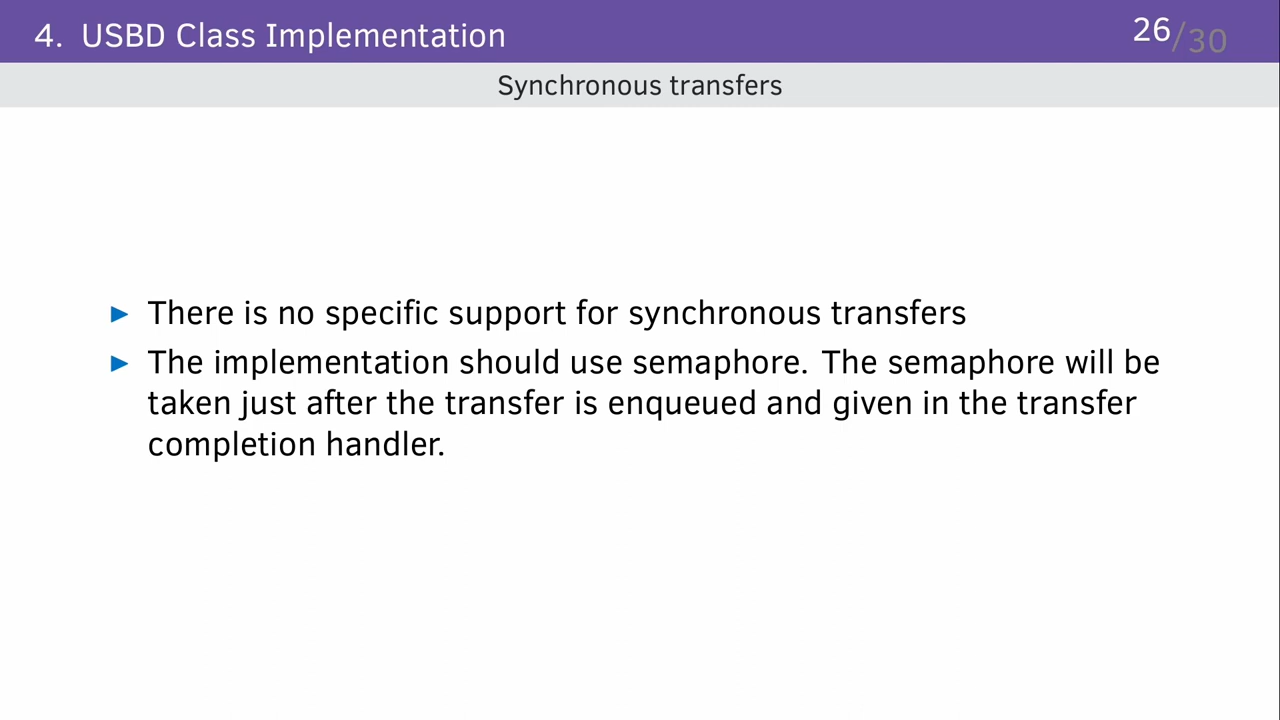 4. USBD Class Implementation
26/30
Synchronous transfers
▶ There is no specific support for synchronous transfers
▶ The implementation should use semaphore. The semaphore will be
taken just after the transfer is enqueued and given in the transfer
completion handler.